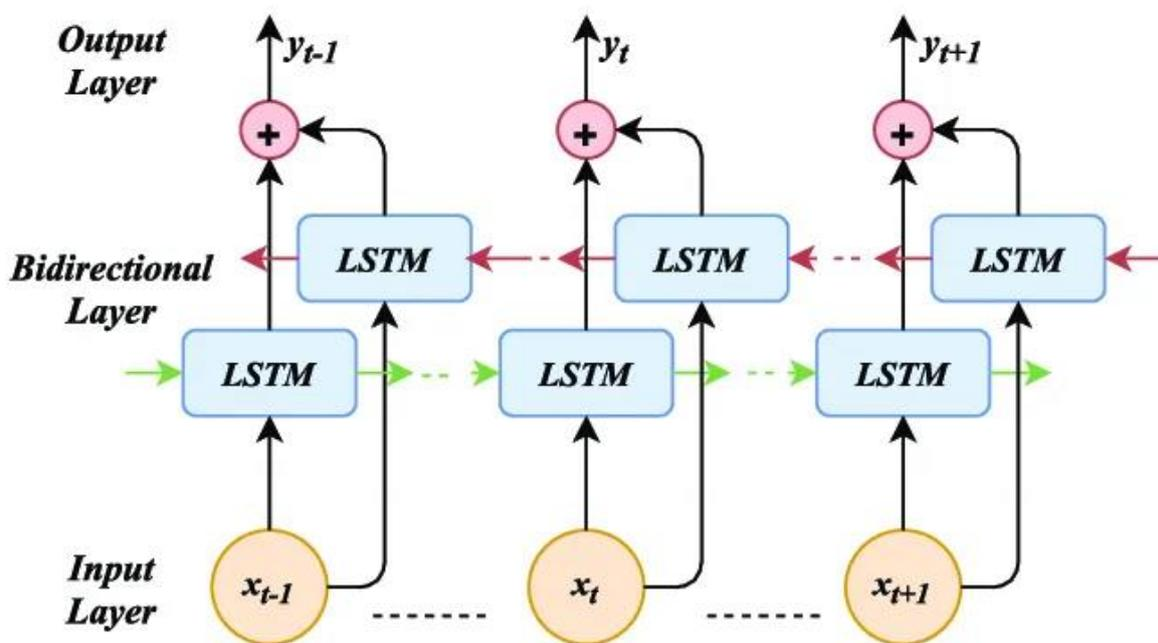 Output
Layer
y_{t-1}
y_t
y_{t+1}
+
+
+
LSTM
LSTM
LSTM
Bidirectional
Layer
LSTM
LSTM
LSTM
Input
Layer
x_{t-1}
x_t
x_{t+1}